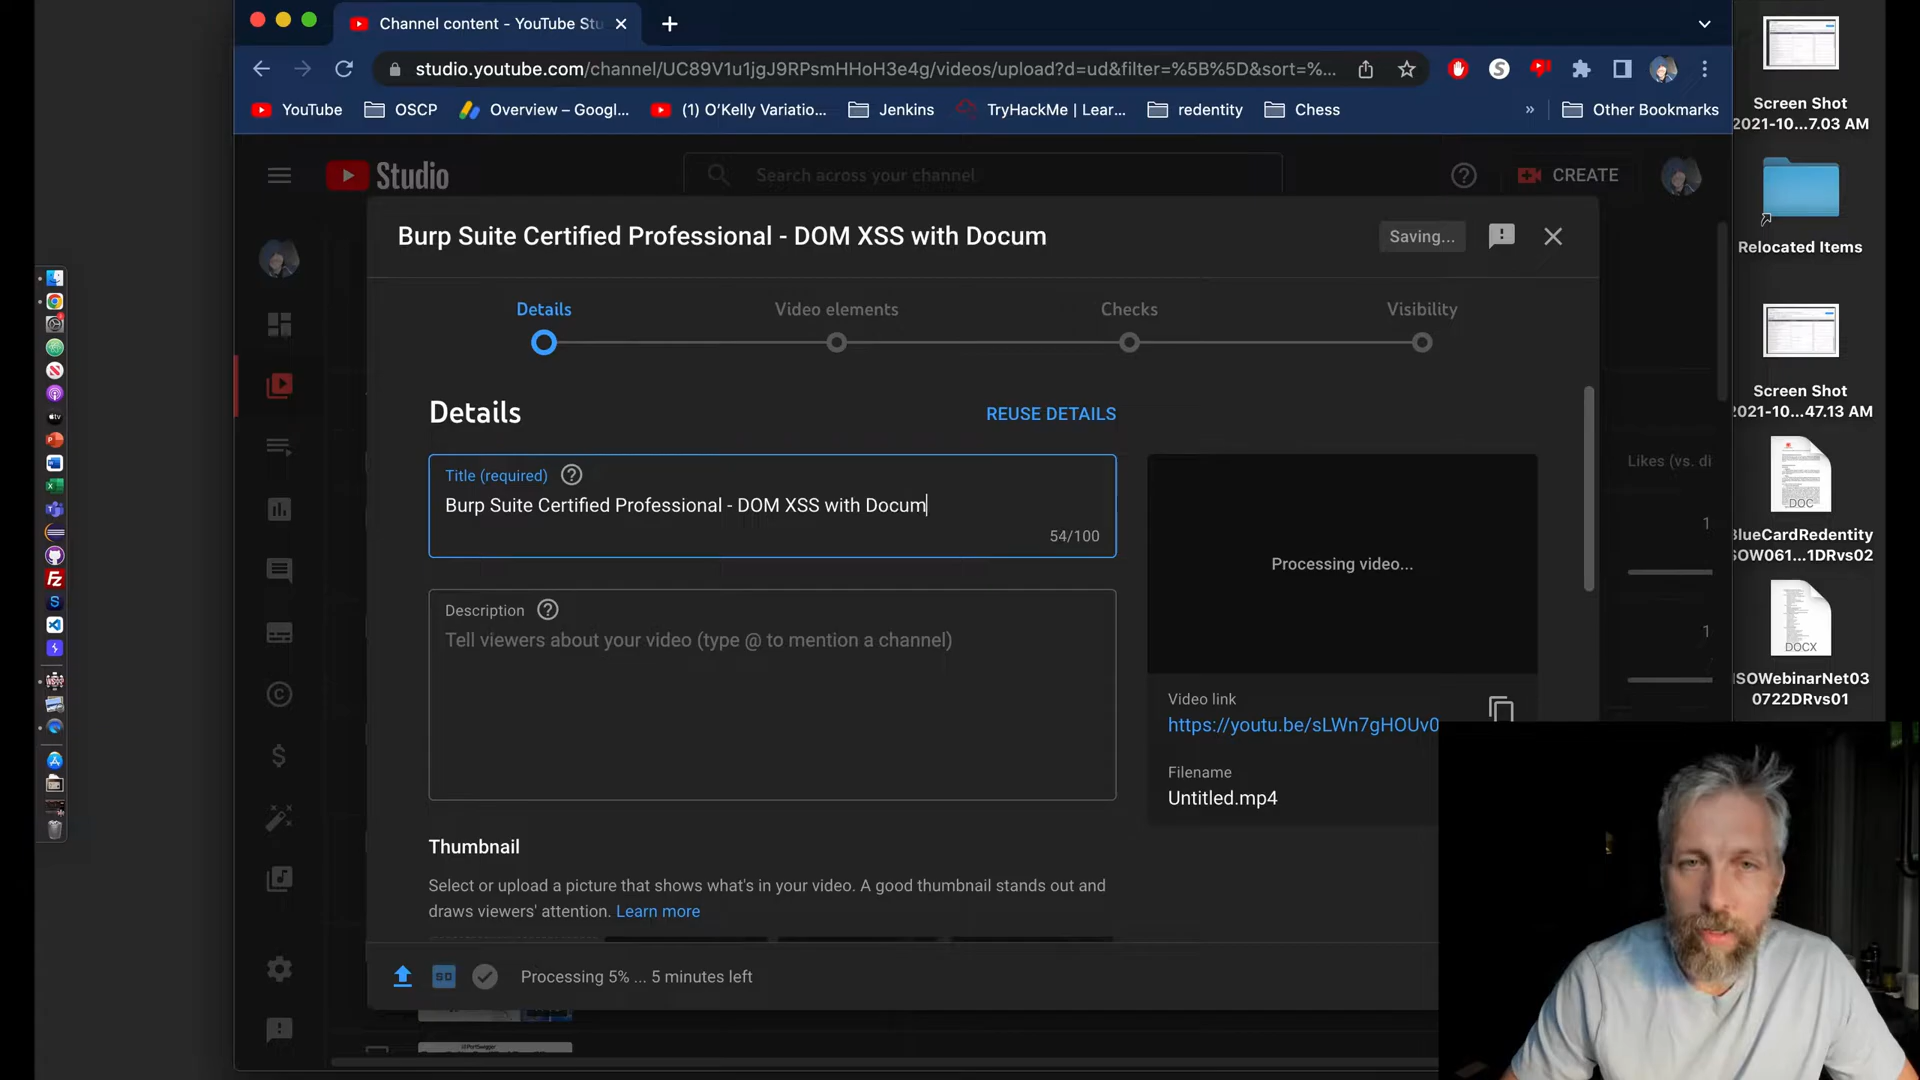 Channel content - YouTube Stu
studio.youtube.com/channel/UC89V1u1jgJ9RPsmHHoH3e4g/videos/upload?d=ud&filter=%5B%5D&sort=%...
YouTube
OSCP
Overview – Googl...
(1) O'Kelly Variatio...
Jenkins
TryHackMe | Lear...
redentity
Chess
»
Other Bookmarks
Studio
Search across your channel
CREATE
Burp Suite Certified Professional - DOM XSS with Docum
Saving...
Details
Video elements
Checks
Visibility
Details
REUSE DETAILS
Title (required)
Burp Suite Certified Professional - DOM XSS with Docum
54/100
Description
Tell viewers about your video (type @ to mention a channel)
Processing video...
Video link
https://youtu.be/sLWn7gHOUv0
Filename
Untitled.mp4
Thumbnail
Select or upload a picture that shows what's in your video. A good thumbnail stands out and
draws viewers' attention. Learn more
SD
Processing 5% ... 5 minutes left
Likes (vs. di
1
1
Screen Shot
2021-10...7.03 AM
Relocated Items
Screen Shot
2021-10...47.13 AM
DOC
BlueCardRedentity
SOW061...1DRvs02
DOCX
ISOWebinarNet03
0722DRvs01